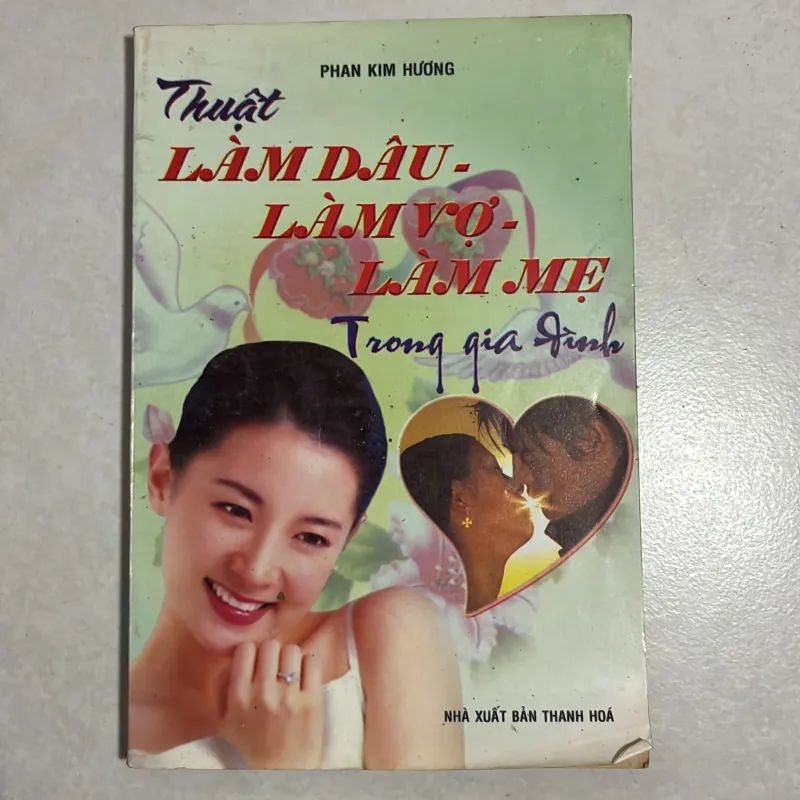 PHAN KIM HƯƠNG
Thuật
LÀM DÂU -
LÀM VỢ -
LÀM MẸ
Trong gia đình
NHÀ XUẤT BẢN THANH HOÁ